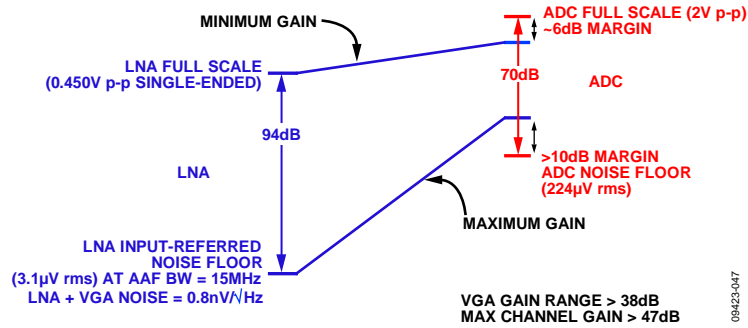 MINIMUM GAIN
ADC FULL SCALE (2V p-p)
~6dB MARGIN
LNA FULL SCALE
(0.450V p-p SINGLE-ENDED)
70dB
ADC
94dB
LNA
>10dB MARGIN
ADC NOISE FLOOR
(224µV rms)
MAXIMUM GAIN
LNA INPUT-REFERRED
NOISE FLOOR
(3.1µV rms) AT AAF BW = 15MHz
LNA + VGA NOISE = 0.8nV/√Hz
VGA GAIN RANGE > 38dB
MAX CHANNEL GAIN > 47dB
09423-047